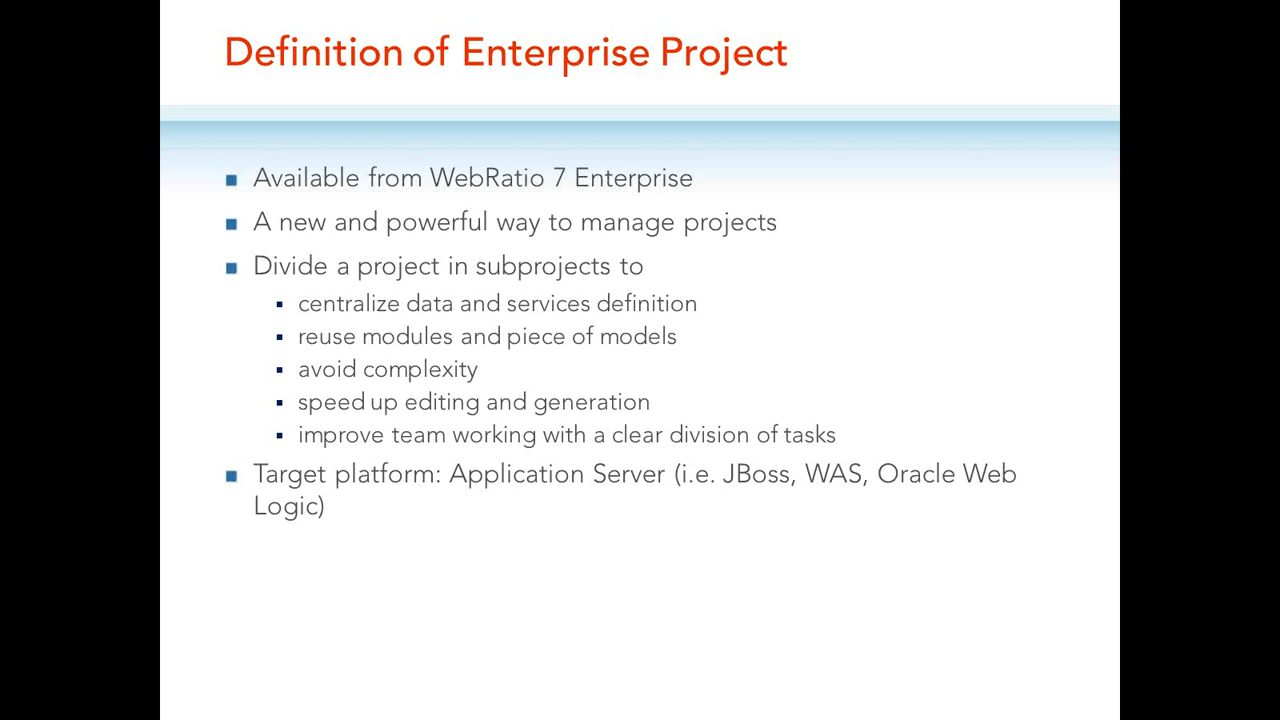 Definition of Enterprise Project
Available from WebRatio 7 Enterprise
A new and powerful way to manage projects
Divide a project in subprojects to
centralize data and services definition
reuse modules and piece of models
avoid complexity
speed up editing and generation
improve team working with a clear division of tasks
Target platform: Application Server (i.e. JBoss, WAS, Oracle Web
Logic)